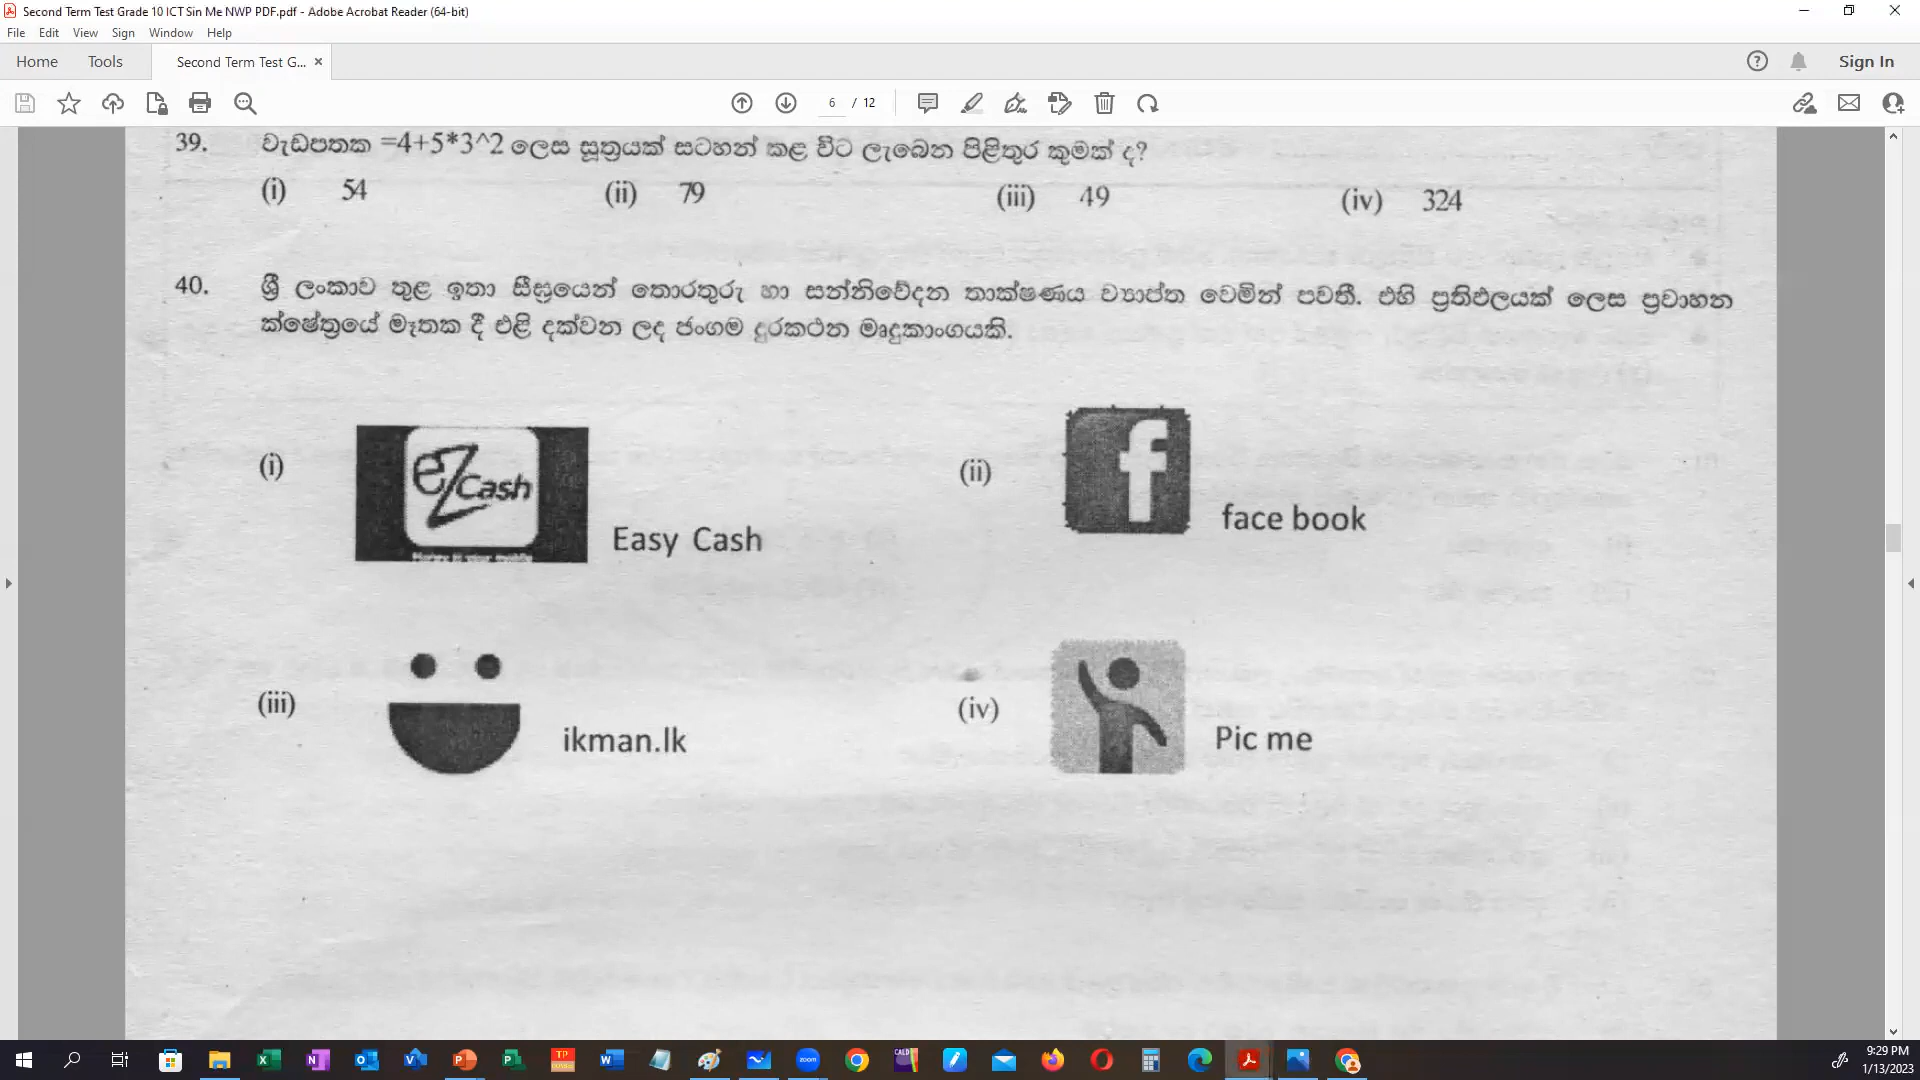 Second Term Test Grade 10 ICT Sin Me NWP PDF.pdf - Adobe Acrobat Reader (64-bit)
File Edit View Sign Window Help
Home Tools Second Term Test G... × Sign In
6 / 12
39. වැඩපතක =4+5*3^2 ලෙස සූත්‍රයක් සටහන් කළ විට ලැබෙන පිළිතුර කුමක් ද?
(i) 54 (ii) 79 (iii) 49 (iv) 324
40. ශ්‍රී ලංකාව තුළ ඉතා සීඝ්‍රයෙන් තොරතුරු හා සන්නිවේදන තාක්ෂණය ව්‍යාප්ත වෙමින් පවතී. එහි ප්‍රතිඵලයක් ලෙස ප්‍රවාහන
ක්ෂේත්‍රයේ මෑතක දී එළි දක්වන ලද ජංගම දුරකථන මෘදුකාංගයකි.
(i) eZ Cash Easy Cash (ii) f face book
(iii) ikman.lk (iv) Pic me
9:29 PM
1/13/2023